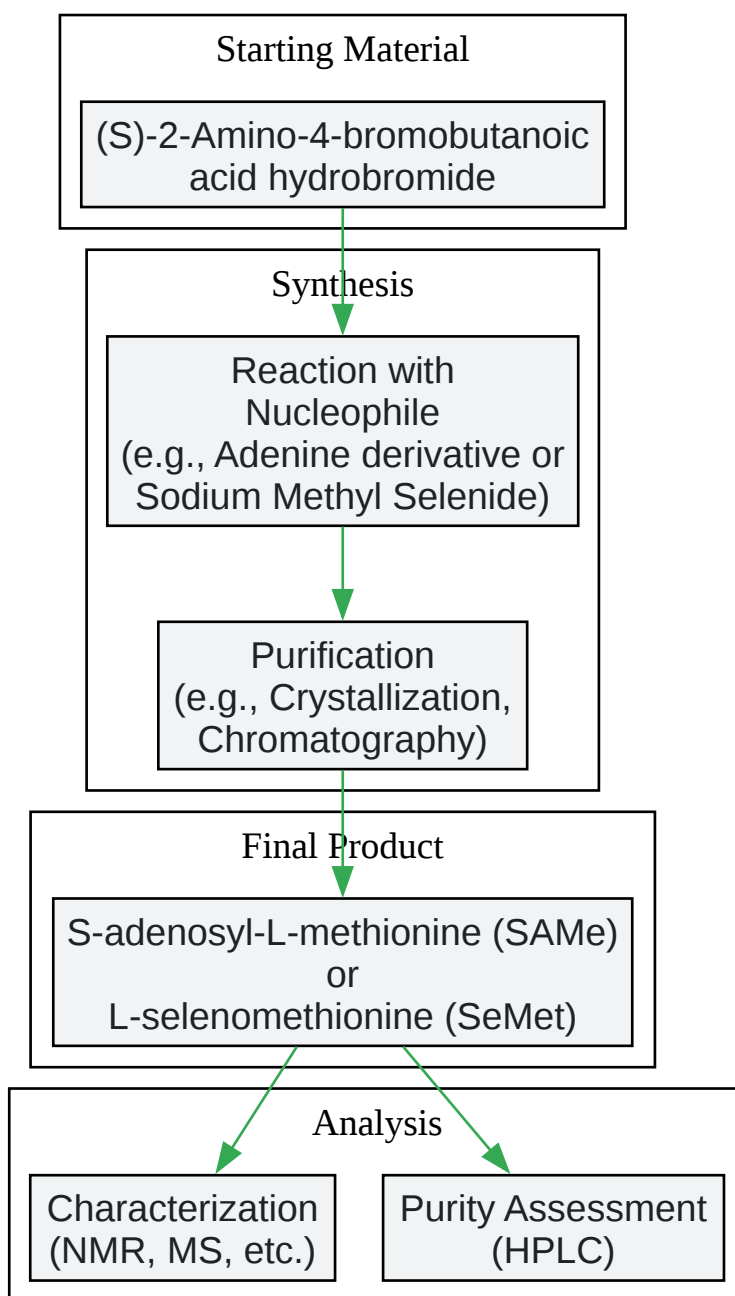 Starting Material
(S)-2-Amino-4-bromobutanoic
acid hydrobromide
Synthesis
Reaction with
Nucleophile
(e.g., Adenine derivative or
Sodium Methyl Selenide)
Purification
(e.g., Crystallization,
Chromatography)
Final Product
S-adenosyl-L-methionine (SAMe)
or
L-selenomethionine (SeMet)
Analysis
Characterization
(NMR, MS, etc.)
Purity Assessment
(HPLC)